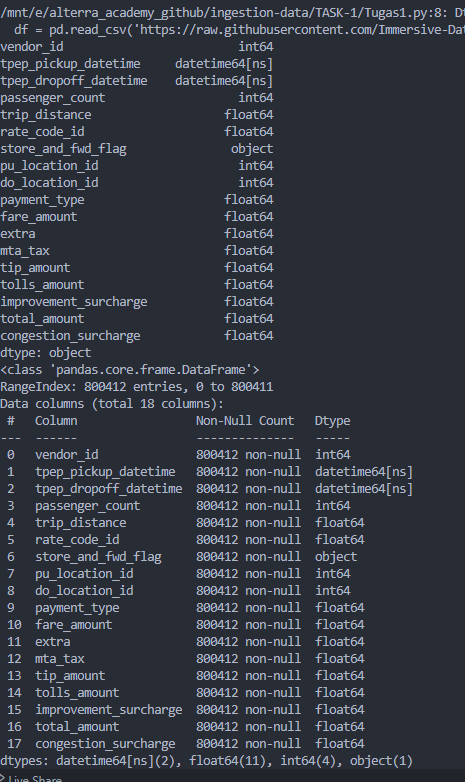 /mnt/e/alterra_academy_github/ingestion-data/TASK-1/Tugas1.py:8: Dt
  df = pd.read_csv('https://raw.githubusercontent.com/Immersive-Dat
vendor_id                         int64
tpep_pickup_datetime     datetime64[ns]
tpep_dropoff_datetime    datetime64[ns]
passenger_count                   int64
trip_distance                   float64
rate_code_id                    float64
store_and_fwd_flag               object
pu_location_id                    int64
do_location_id                    int64
payment_type                    float64
fare_amount                     float64
extra                           float64
mta_tax                         float64
tip_amount                      float64
tolls_amount                    float64
improvement_surcharge           float64
total_amount                    float64
congestion_surcharge            float64
dtype: object
<class 'pandas.core.frame.DataFrame'>
RangeIndex: 800412 entries, 0 to 800411
Data columns (total 18 columns):
 #   Column                 Non-Null Count   Dtype
---  ------                 --------------   -----
 0   vendor_id              800412 non-null  int64
 1   tpep_pickup_datetime   800412 non-null  datetime64[ns]
 2   tpep_dropoff_datetime  800412 non-null  datetime64[ns]
 3   passenger_count        800412 non-null  int64
 4   trip_distance          800412 non-null  float64
 5   rate_code_id           800412 non-null  float64
 6   store_and_fwd_flag     800412 non-null  object
 7   pu_location_id         800412 non-null  int64
 8   do_location_id         800412 non-null  int64
 9   payment_type           800412 non-null  float64
 10  fare_amount            800412 non-null  float64
 11  extra                  800412 non-null  float64
 12  mta_tax                800412 non-null  float64
 13  tip_amount             800412 non-null  float64
 14  tolls_amount           800412 non-null  float64
 15  improvement_surcharge  800412 non-null  float64
 16  total_amount           800412 non-null  float64
 17  congestion_surcharge   800412 non-null  float64
dtypes: datetime64[ns](2), float64(11), int64(4), object(1)
Live Share